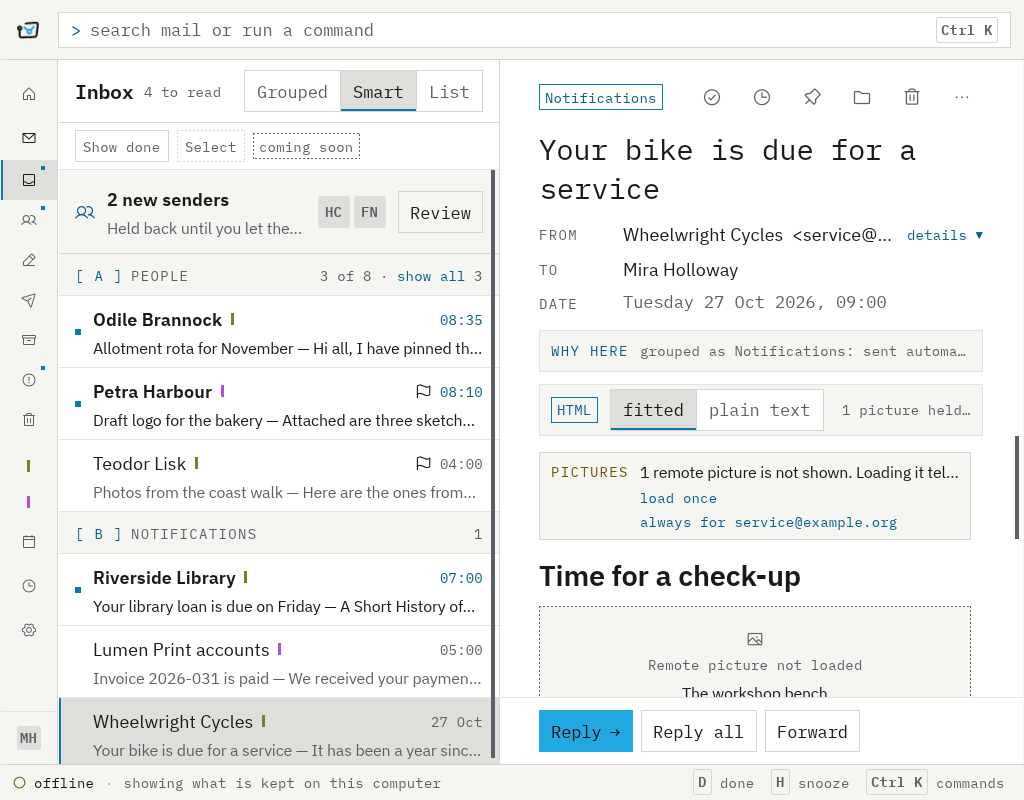 > search mail or run a command Ctrl K
Inbox 4 to read Grouped Smart List
Show done Select coming soon
2 new senders
Held back until you let the... HC FN Review
[ A ] PEOPLE 3 of 8 · show all 3
Odile Brannock 08:35
Allotment rota for November — Hi all, I have pinned th...
Petra Harbour 08:10
Draft logo for the bakery — Attached are three sketch...
Teodor Lisk 04:00
Photos from the coast walk — Here are the ones from...
[ B ] NOTIFICATIONS 1
Riverside Library 07:00
Your library loan is due on Friday — A Short History of...
Lumen Print accounts 05:00
Invoice 2026-031 is paid — We received your paymen...
Wheelwright Cycles 27 Oct
Your bike is due for a service — It has been a year sinc...
MH
Notifications ...
Your bike is due for a
service
FROM Wheelwright Cycles <service@... details ▼
TO Mira Holloway
DATE Tuesday 27 Oct 2026, 09:00
WHY HERE grouped as Notifications: sent automa…
HTML fitted plain text 1 picture held…
PICTURES 1 remote picture is not shown. Loading it tel...
load once
always for service@example.org
Time for a check-up
Remote picture not loaded
The workshop bench
Reply → Reply all Forward
offline · showing what is kept on this computer D done H snooze Ctrl K commands